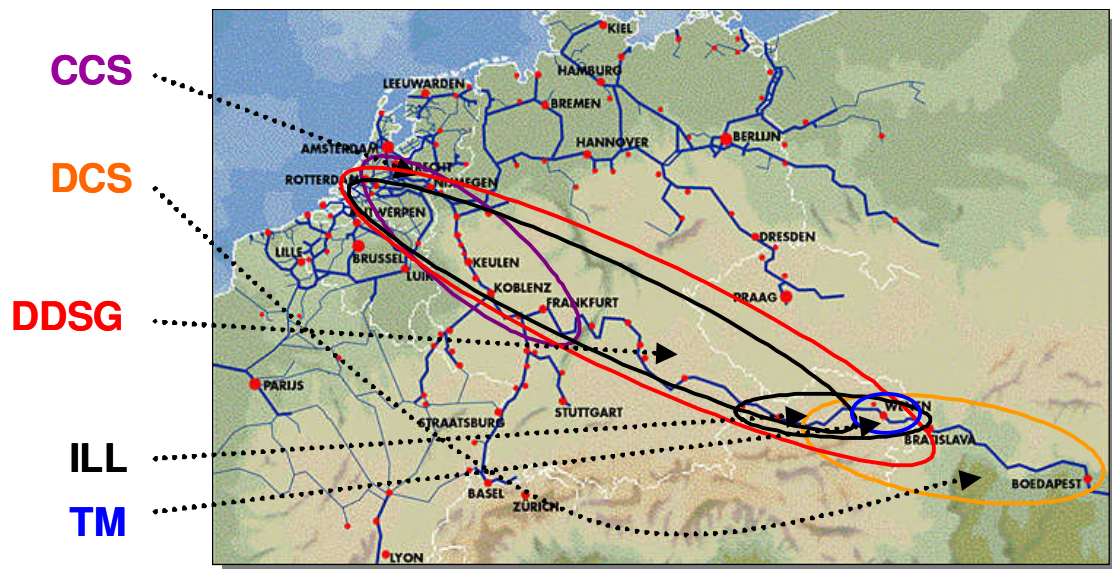 CCS
DCS
DDSG
ILL
TM
KIEL
HAMBURG
LEEUWARDEN
BREMEN
AMSTERDAM
HANNOVER
BERLIJN
ROTTERDAM
NIJMEGEN
DRESDEN
LILLE
BRUSSEL
KEULEN
KOBLENZ
PRAAG
FRANKFURT
PARIJS
STUTTGART
STRAATSBURG
WENEN
BRATISLAVA
BOEDAPEST
BASEL
ZÜRICH
LYON